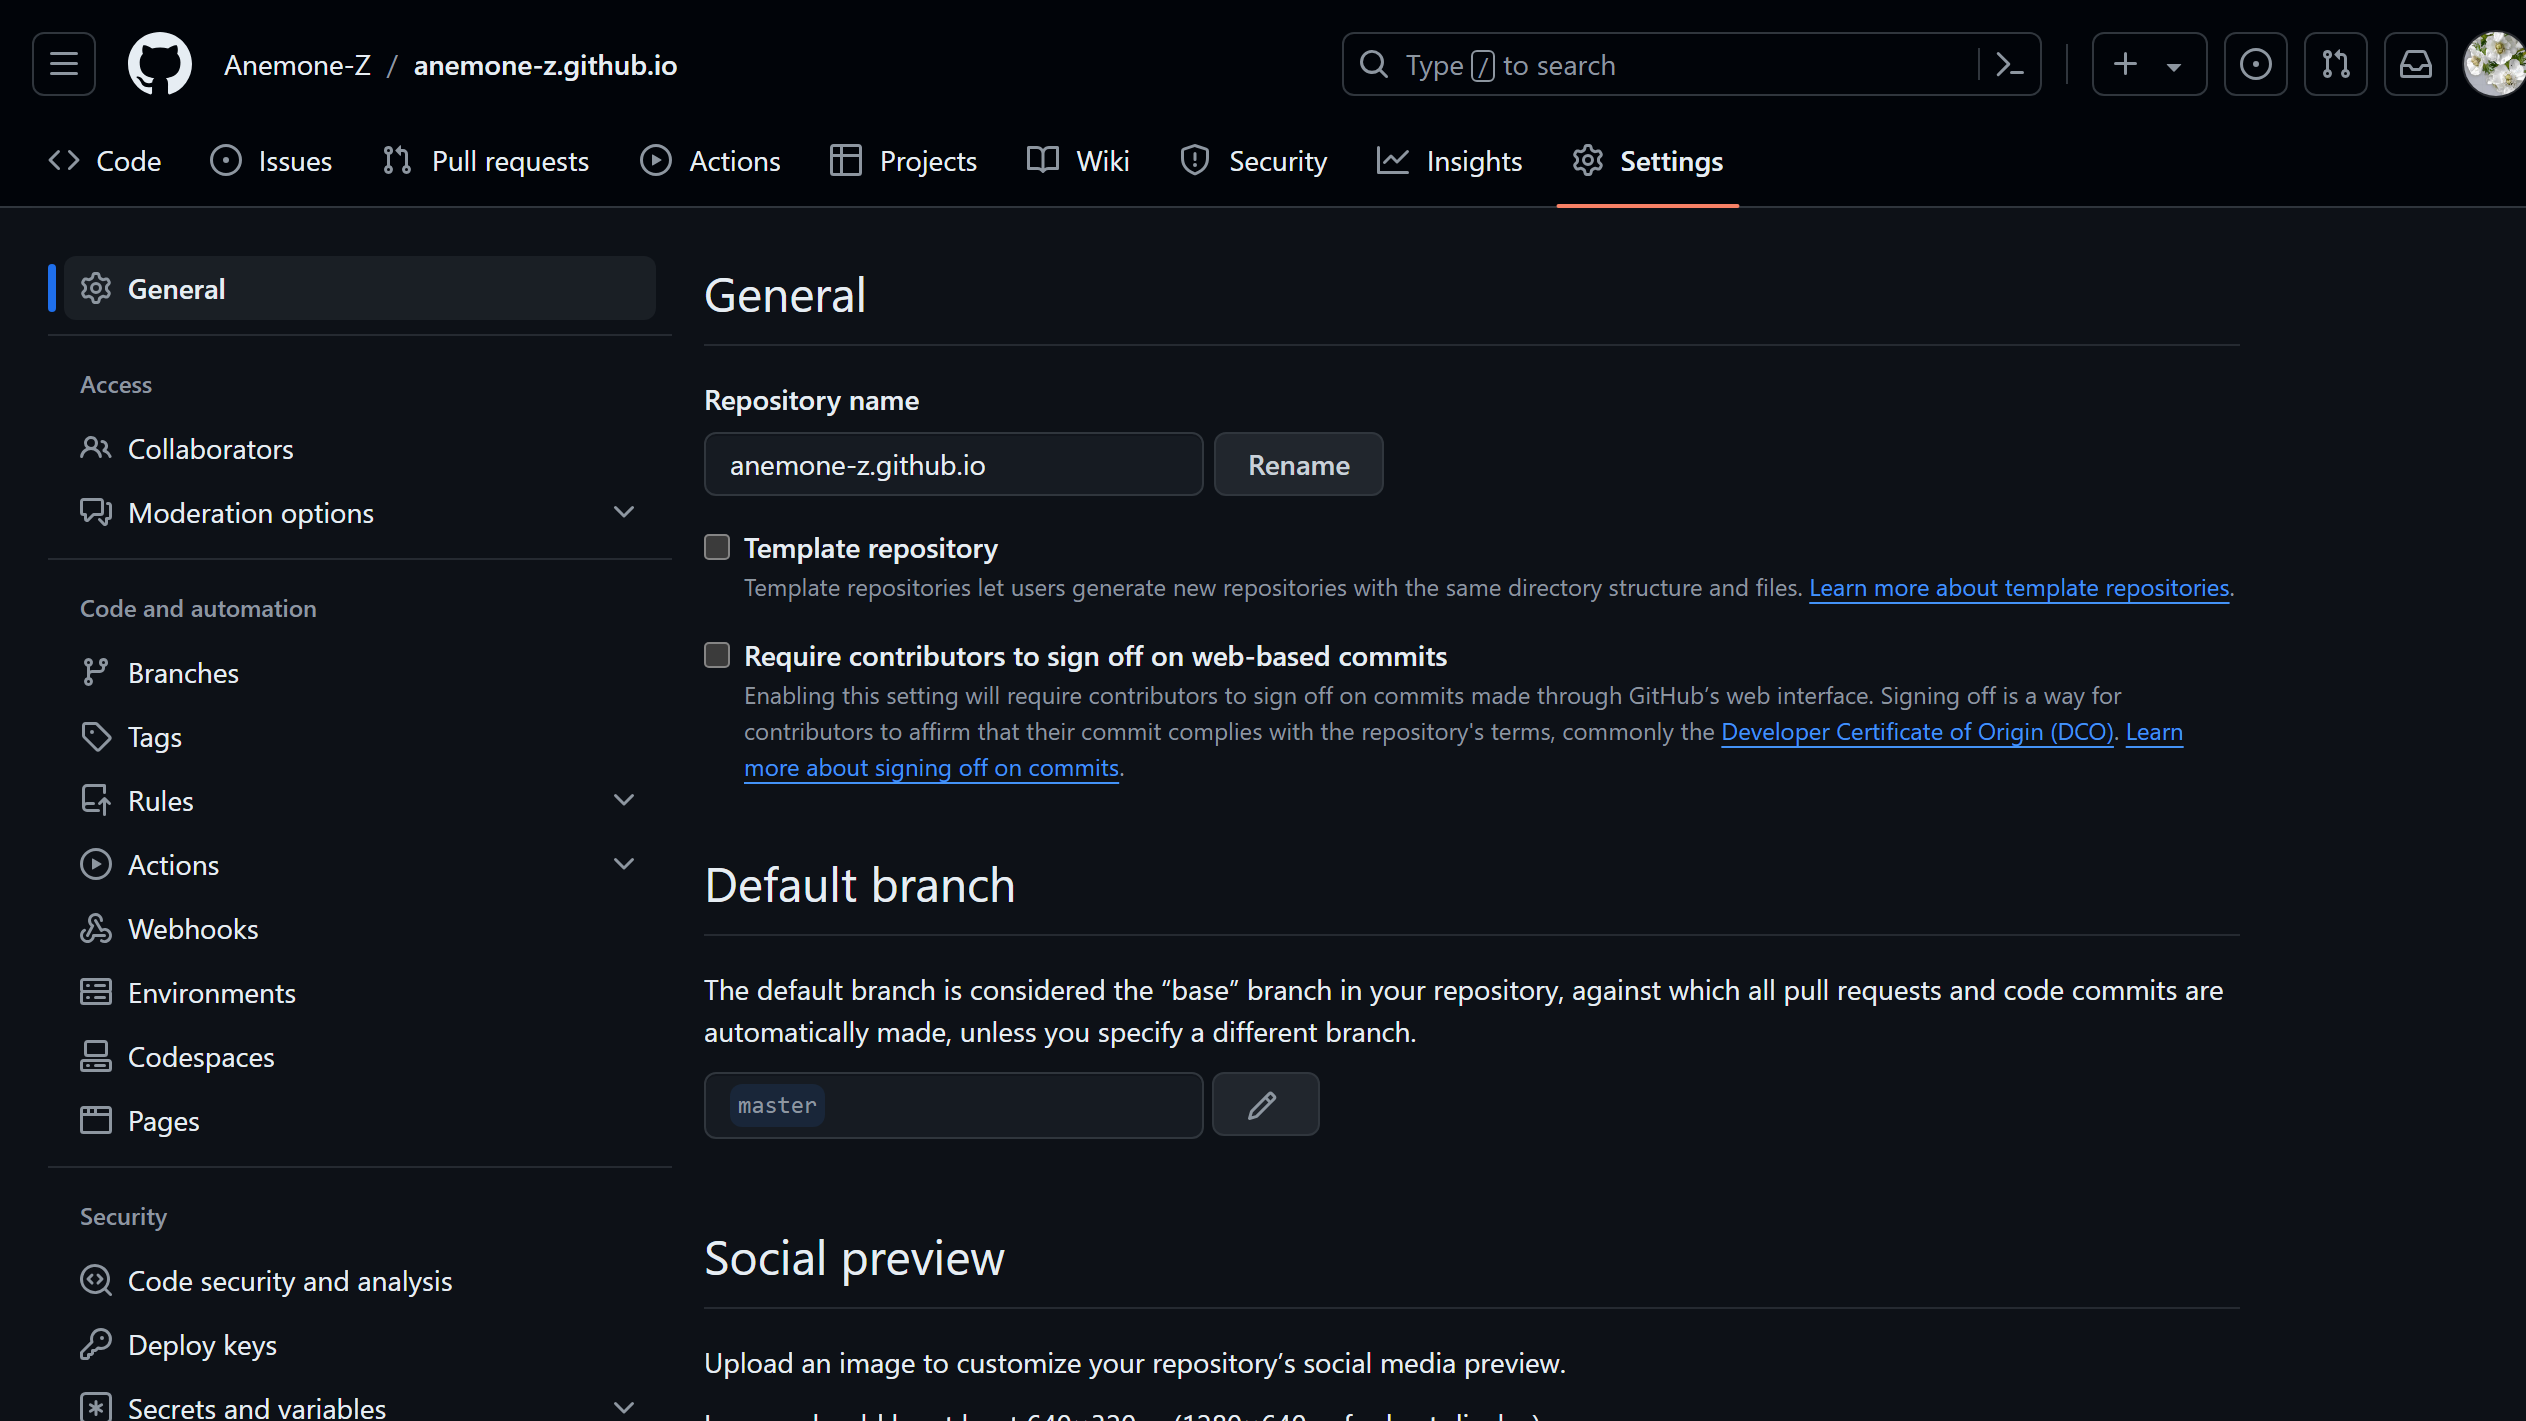 Anemone-Z / anemone-z.github.io
Type / to search
Code
Issues
Pull requests
Actions
Projects
Wiki
Security
Insights
Settings
General
Access
Collaborators
Moderation options
Code and automation
Branches
Tags
Rules
Actions
Webhooks
Environments
Codespaces
Pages
Security
Code security and analysis
Deploy keys
Secrets and variables
General
Repository name
anemone-z.github.io
Rename
Template repository
Template repositories let users generate new repositories with the same directory structure and files. Learn more about template repositories.
Require contributors to sign off on web-based commits
Enabling this setting will require contributors to sign off on commits made through GitHub’s web interface. Signing off is a way for
contributors to affirm that their commit complies with the repository's terms, commonly the Developer Certificate of Origin (DCO). Learn
more about signing off on commits.
Default branch
The default branch is considered the “base” branch in your repository, against which all pull requests and code commits are
automatically made, unless you specify a different branch.
master
Social preview
Upload an image to customize your repository’s social media preview.